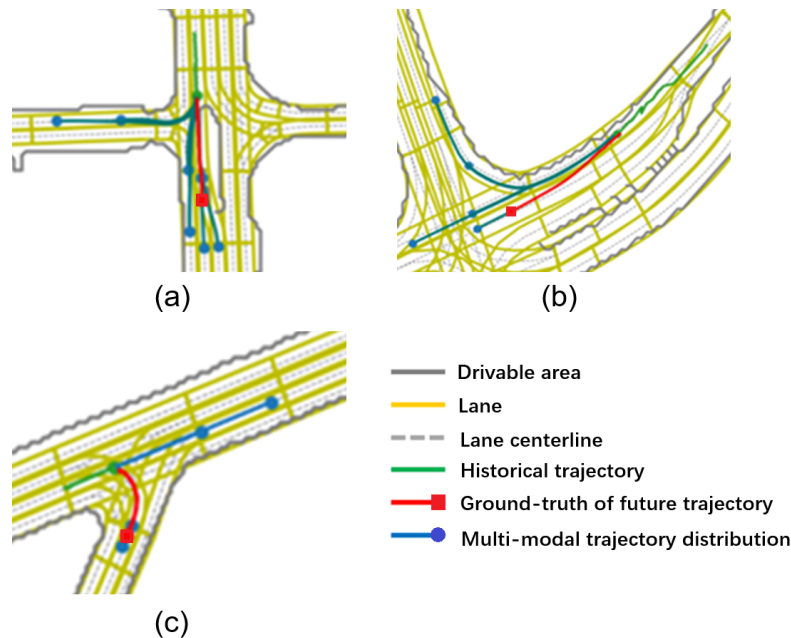 (a)
(b)
Drivable area
Lane
Lane centerline
Historical trajectory
Ground-truth of future trajectory
Multi-modal trajectory distribution
(c)